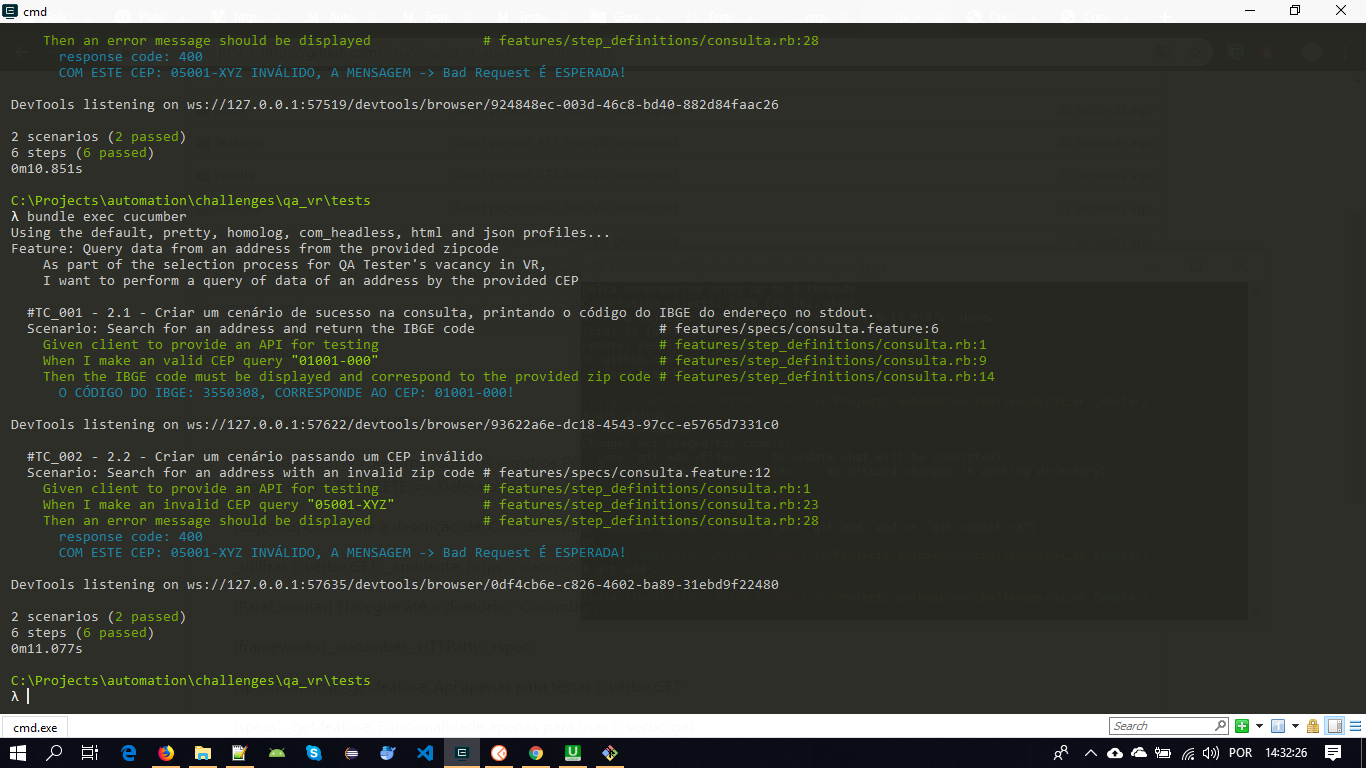 cmd
Then an error message should be displayed # features/step_definitions/consulta.rb:28
response code: 400
COM ESTE CEP: 05001-XYZ INVÁLIDO, A MENSAGEM -> Bad Request É ESPERADA!
DevTools listening on ws://127.0.0.1:57519/devtools/browser/924848ec-003d-46c8-bd40-882d84faac26
2 scenarios (2 passed)
6 steps (6 passed)
0m10.851s
C:\Projects\automation\challenges\qa_vr\tests
λ bundle exec cucumber
Using the default, pretty, homolog, com_headless, html and json profiles...
Feature: Query data from an address from the provided zipcode
As part of the selection process for QA Tester's vacancy in VR,
I want to perform a query of data of an address by the provided CEP
#TC_001 - 2.1 - Criar um cenário de sucesso na consulta, printando o código do IBGE do endereço no stdout.
Scenario: Search for an address and return the IBGE code # features/specs/consulta.feature:6
Given client to provide an API for testing # features/step_definitions/consulta.rb:1
When I make an valid CEP query "01001-000" # features/step_definitions/consulta.rb:9
Then the IBGE code must be displayed and correspond to the provided zip code # features/step_definitions/consulta.rb:14
O CÓDIGO DO IBGE: 3550308, CORRESPONDE AO CEP: 01001-000!
DevTools listening on ws://127.0.0.1:57622/devtools/browser/93622a6e-dc18-4543-97cc-e5765d7331c0
#TC_002 - 2.2 - Criar um cenário passando um CEP inválido
Scenario: Search for an address with an invalid zip code # features/specs/consulta.feature:12
Given client to provide an API for testing # features/step_definitions/consulta.rb:1
When I make an invalid CEP query "05001-XYZ" # features/step_definitions/consulta.rb:23
Then an error message should be displayed # features/step_definitions/consulta.rb:28
response code: 400
COM ESTE CEP: 05001-XYZ INVÁLIDO, A MENSAGEM -> Bad Request É ESPERADA!
DevTools listening on ws://127.0.0.1:57635/devtools/browser/0df4cb6e-c826-4602-ba89-31ebd9f22480
2 scenarios (2 passed)
6 steps (6 passed)
0m11.077s
C:\Projects\automation\challenges\qa_vr\tests
λ
cmd.exe
Search
POR 14:32:26